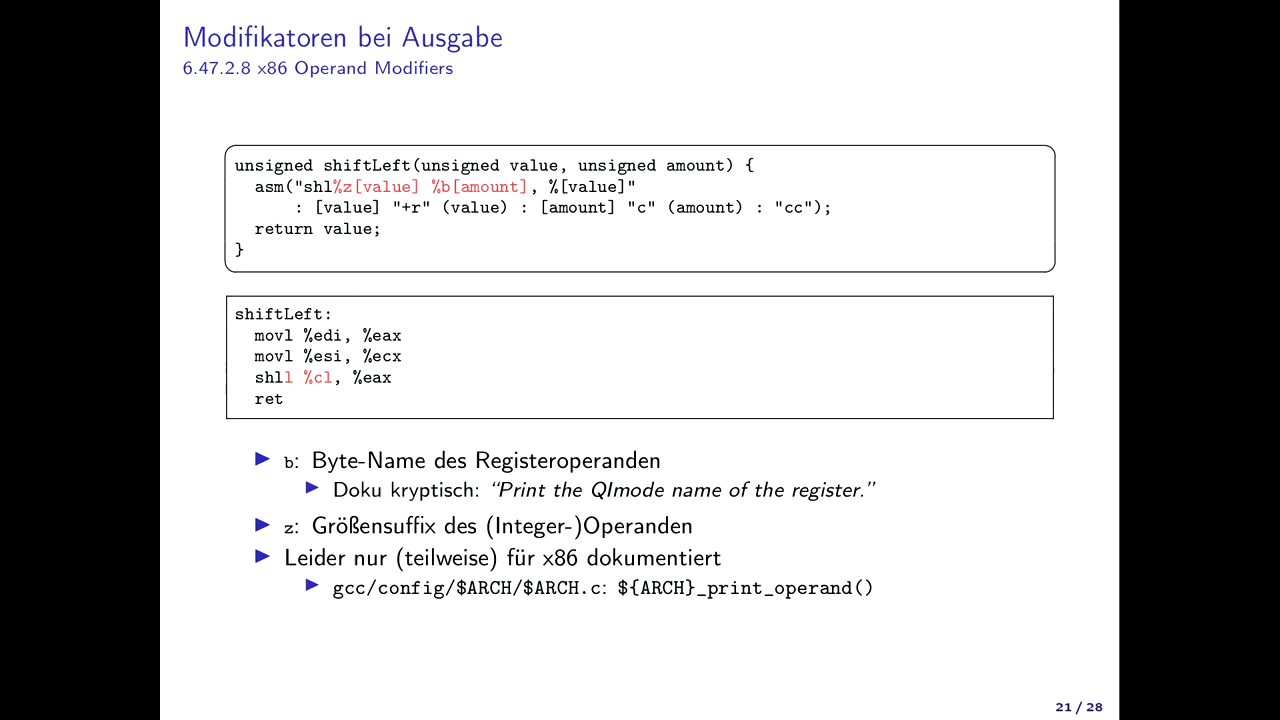 Modifikatoren bei Ausgabe
6.47.2.8 x86 Operand Modifiers
unsigned shiftLeft(unsigned value, unsigned amount) {
  asm("shl%z[value] %b[amount], %[value]"
      : [value] "+r" (value) : [amount] "c" (amount) : "cc");
  return value;
}
shiftLeft:
  movl %edi, %eax
  movl %esi, %ecx
  shll %cl, %eax
  ret
▶ b: Byte-Name des Registeroperanden
▶ Doku kryptisch: “Print the QImode name of the register.”
▶ z: Größensuffix des (Integer-)Operanden
▶ Leider nur (teilweise) für x86 dokumentiert
▶ gcc/config/$ARCH/$ARCH.c: ${ARCH}_print_operand()
21 / 28